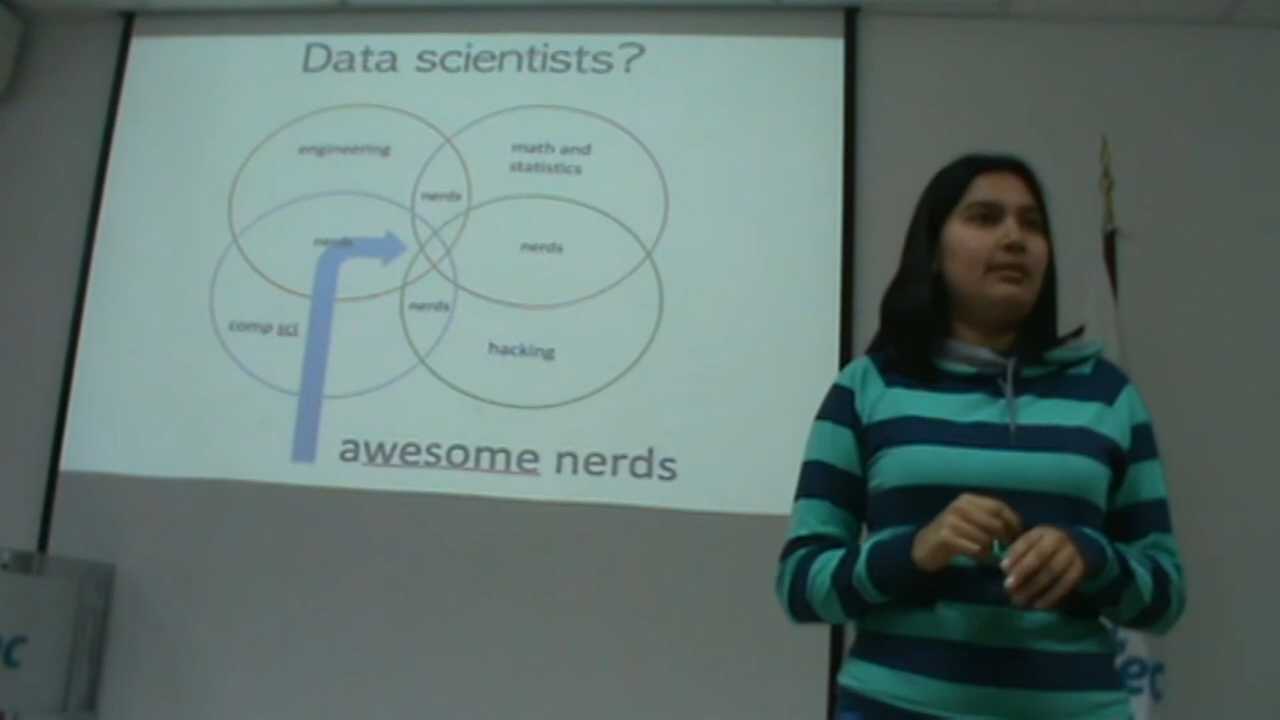 Data scientists?
engineering
math and
statistics
nerds
nerds
nerds
nerds
comp sci
hacking
awesome nerds